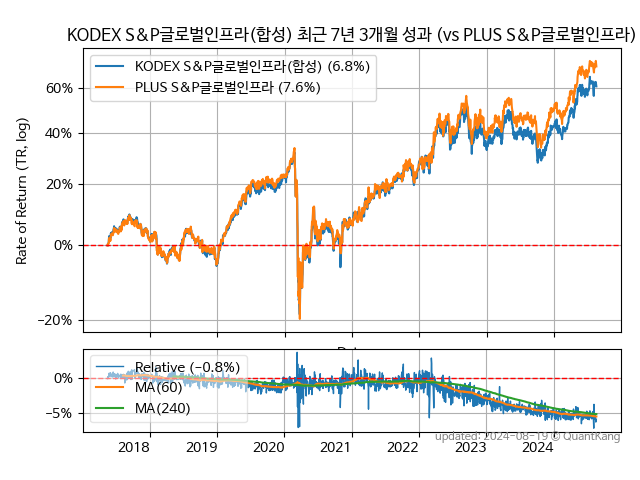 KODEX S&P글로벌인프라(합성) 최근 7년 3개월 성과 (vs PLUS S&P글로벌인프라)
KODEX S&P글로벌인프라(합성) (6.8%)
PLUS S&P글로벌인프라 (7.6%)
Rate of Return (TR, log)
60%
40%
20%
0%
−20%
Relative (−0.8%)
MA(60)
MA(240)
0%
−5%
2018 2019 2020 2021 2022 2023 2024
updated: 2024-08-19 © QuantKang